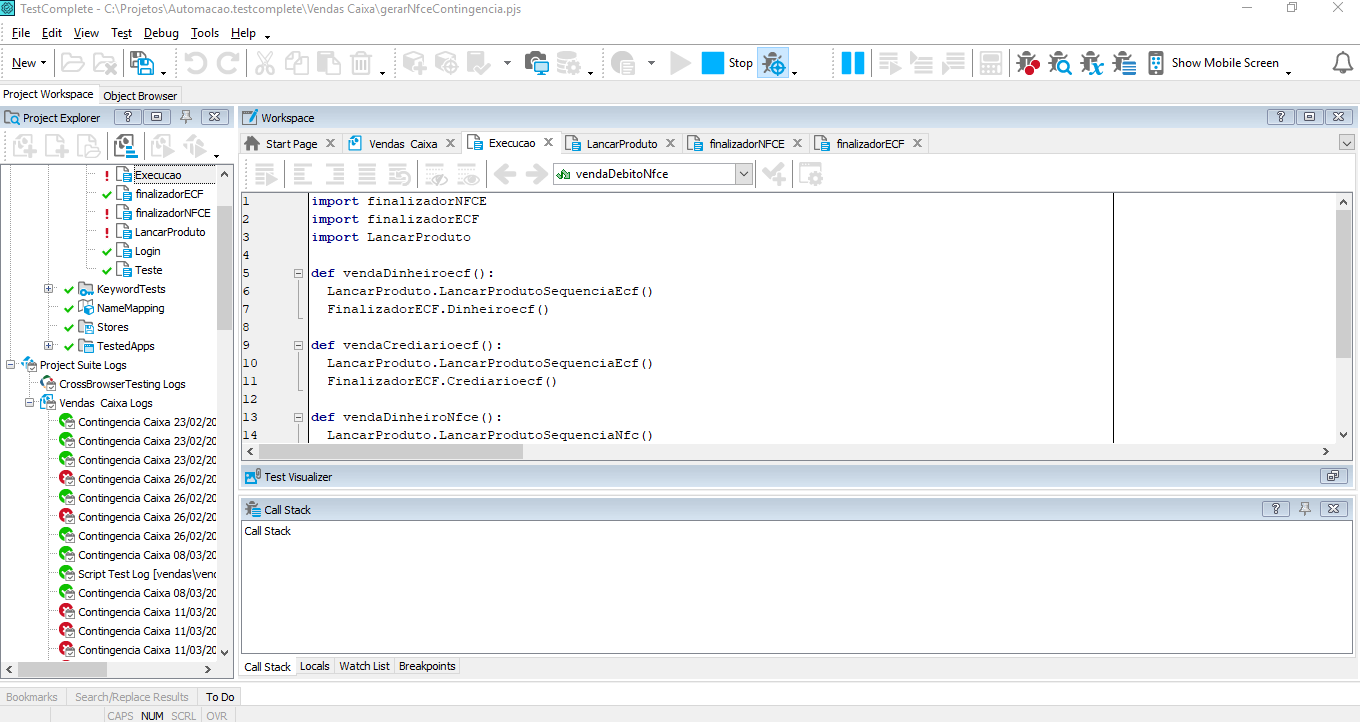 TestComplete - C:\Projetos\Automacao.testcomplete\Vendas Caixa\gerarNfceContingencia.pjs
File Edit View Test Debug Tools Help
New Stop Show Mobile Screen
Project Workspace Object Browser
Project Explorer ?
Execucao
finalizadorECF
finalizadorNFCE
LancarProduto
Login
Teste
KeywordTests
NameMapping
Stores
TestedApps
Project Suite Logs
CrossBrowserTesting Logs
Vendas Caixa Logs
Contingencia Caixa 23/02/20
Contingencia Caixa 23/02/20
Contingencia Caixa 23/02/20
Contingencia Caixa 26/02/20
Contingencia Caixa 26/02/20
Contingencia Caixa 26/02/20
Contingencia Caixa 26/02/20
Contingencia Caixa 08/03/20
Script Test Log [vendas\vend
Contingencia Caixa 08/03/20
Contingencia Caixa 11/03/20
Contingencia Caixa 11/03/20
Contingencia Caixa 11/03/20
Workspace ?
Start Page Vendas Caixa Execucao LancarProduto finalizadorNFCE finalizadorECF
vendaDebitoNfce
1 import finalizadorNFCE
2 import finalizadorECF
3 import LancarProduto
4
5 def vendaDinheiroecf():
6 LancarProduto.LancarProdutoSequenciaEcf()
7 FinalizadorECF.Dinheiroecf()
8
9 def vendaCrediarioecf():
10 LancarProduto.LancarProdutoSequenciaEcf()
11 FinalizadorECF.Crediarioecf()
12
13 def vendaDinheiroNfce():
14 LancarProduto.LancarProdutoSequenciaNfc()
Test Visualizer
Call Stack ?
Call Stack
Call Stack Locals Watch List Breakpoints
Bookmarks Search/Replace Results To Do
CAPS NUM SCRL OVR